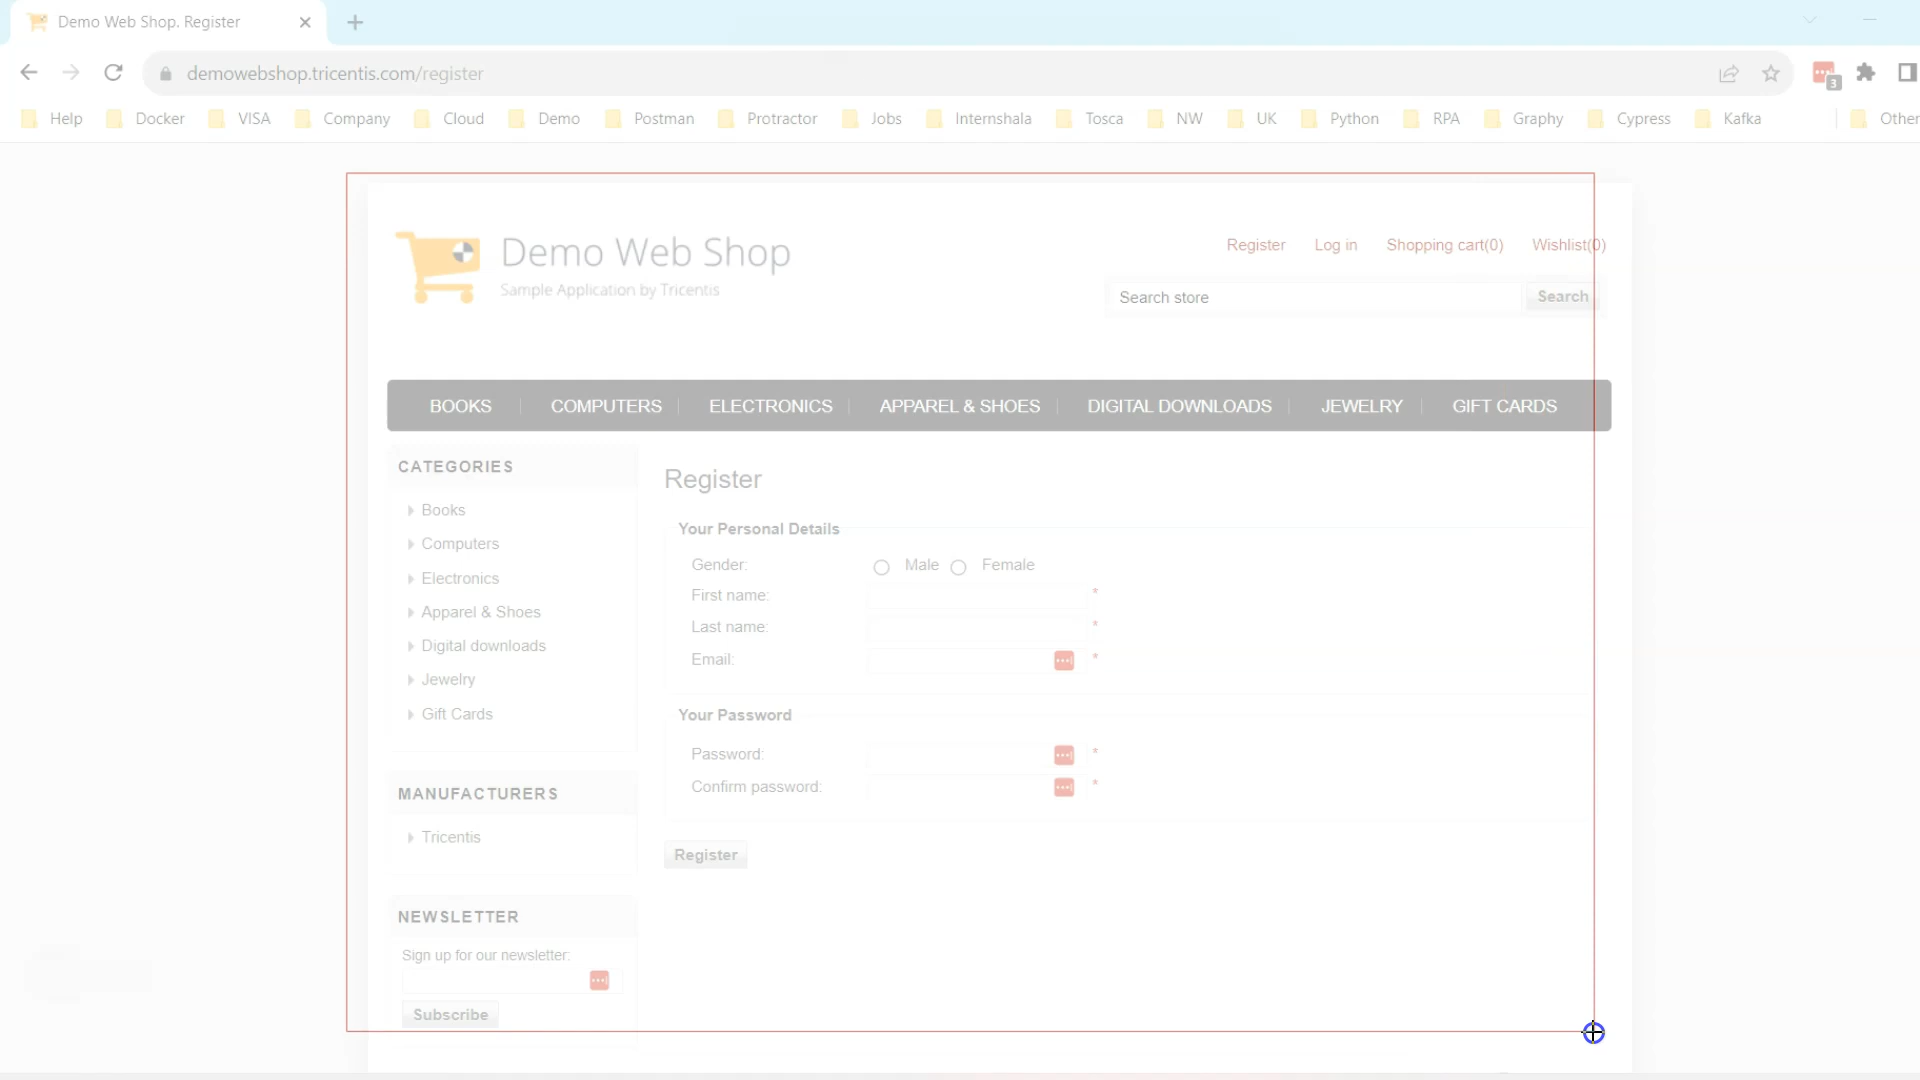 Demo Web Shop. Register
demowebshop.tricentis.com/register
3
Help Docker VISA Company Cloud Demo Postman Protractor Jobs Internshala Tosca NW UK Python RPA Graphy Cypress Kafka Other
Demo Web Shop
Sample Application by Tricentis
Register Log in Shopping cart(0) Wishlist(0)
Search store Search
BOOKS COMPUTERS ELECTRONICS APPAREL & SHOES DIGITAL DOWNLOADS JEWELRY GIFT CARDS
CATEGORIES
Books
Computers
Electronics
Apparel & Shoes
Digital downloads
Jewelry
Gift Cards
MANUFACTURERS
Tricentis
NEWSLETTER
Sign up for our newsletter:
Subscribe
Register
Your Personal Details
Gender: Male Female
First name: *
Last name: *
Email: *
Your Password
Password: *
Confirm password: *
Register